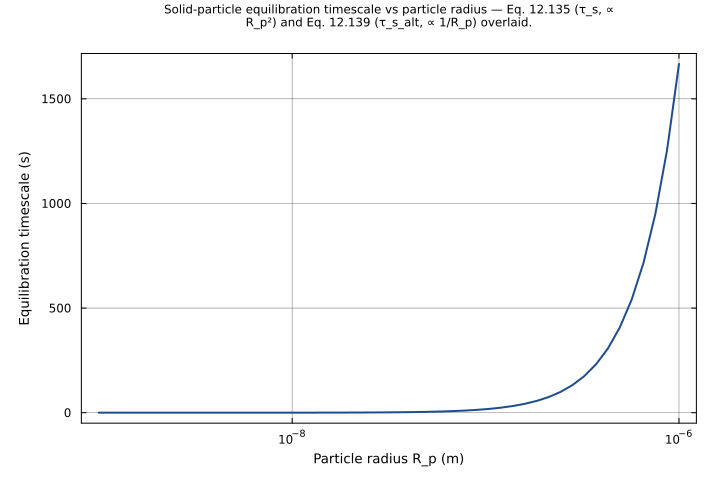 Solid-particle equilibration timescale vs particle radius — Eq. 12.135 (τ_s, ∝
R_p²) and Eq. 12.139 (τ_s_alt, ∝ 1/R_p) overlaid.
1500
1000
500
0
Equilibration timescale (s)
10⁻⁸
10⁻⁶
Particle radius R_p (m)